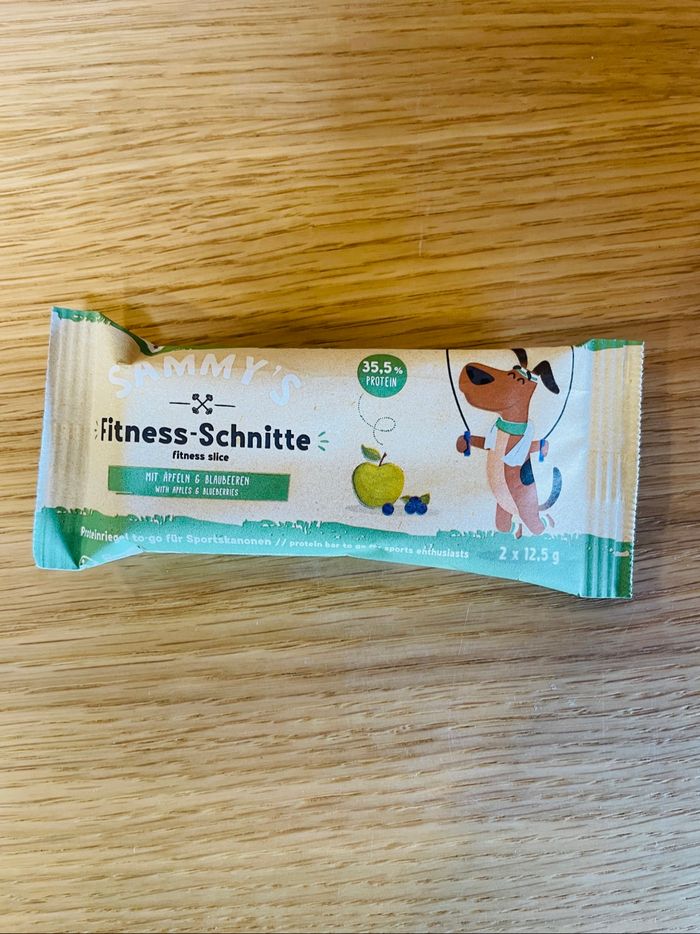 SAMMY'S
Fitness-Schnitte
fitness slice
MIT ÄPFELN & BLAUBEEREN
WITH APPLES & BLUEBERRIES
35,5%
PROTEIN
Proteinriegel to-go für Sportskanonen // protein bar to go for sports enthusiasts
2 x 12,5 g